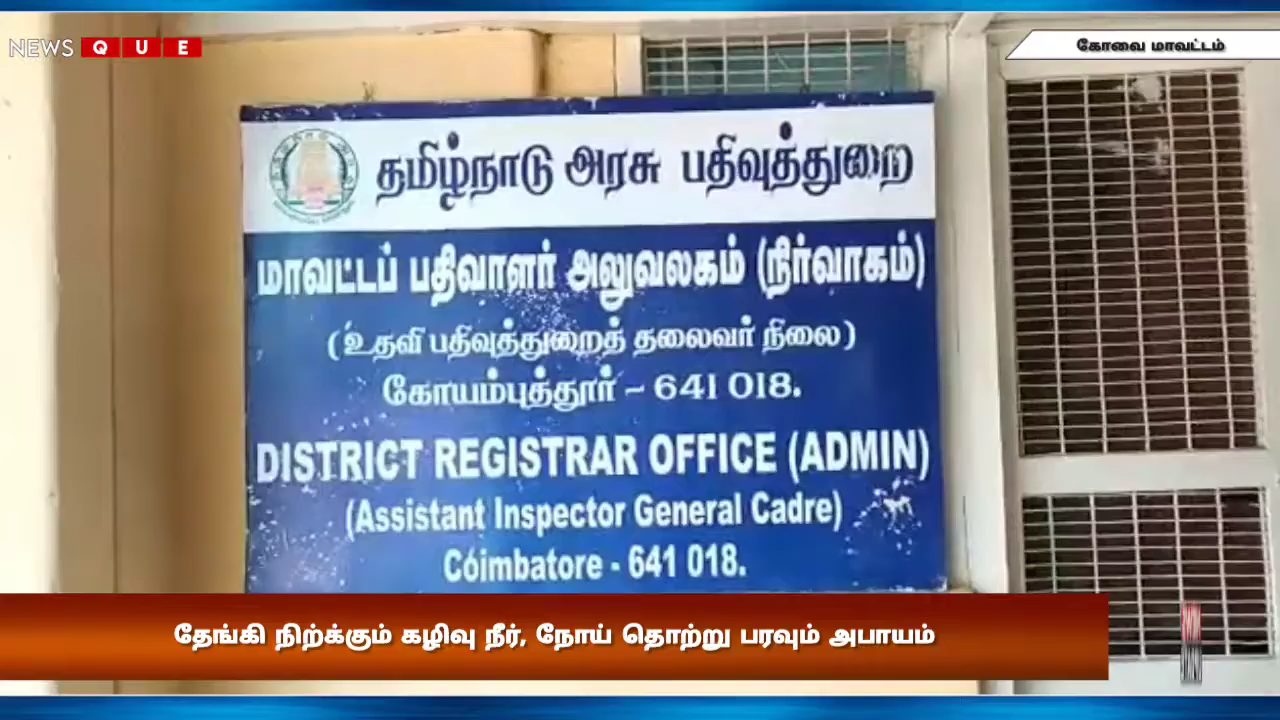 NEWS QUE
கோவை மாவட்டம்
தமிழ்நாடு அரசு பதிவுத்துறை
மாவட்டப் பதிவாளர் அலுவலகம் (நிர்வாகம்)
(உதவி பதிவுத்துறைத் தலைவர் நிலை)
கோயம்புத்தூர் - 641 018.
DISTRICT REGISTRAR OFFICE (ADMIN)
(Assistant Inspector General Cadre)
Coimbatore - 641 018.
தேங்கி நிற்க்கும் கழிவு நீர், நோய் தொற்று பரவும் அபாயம்